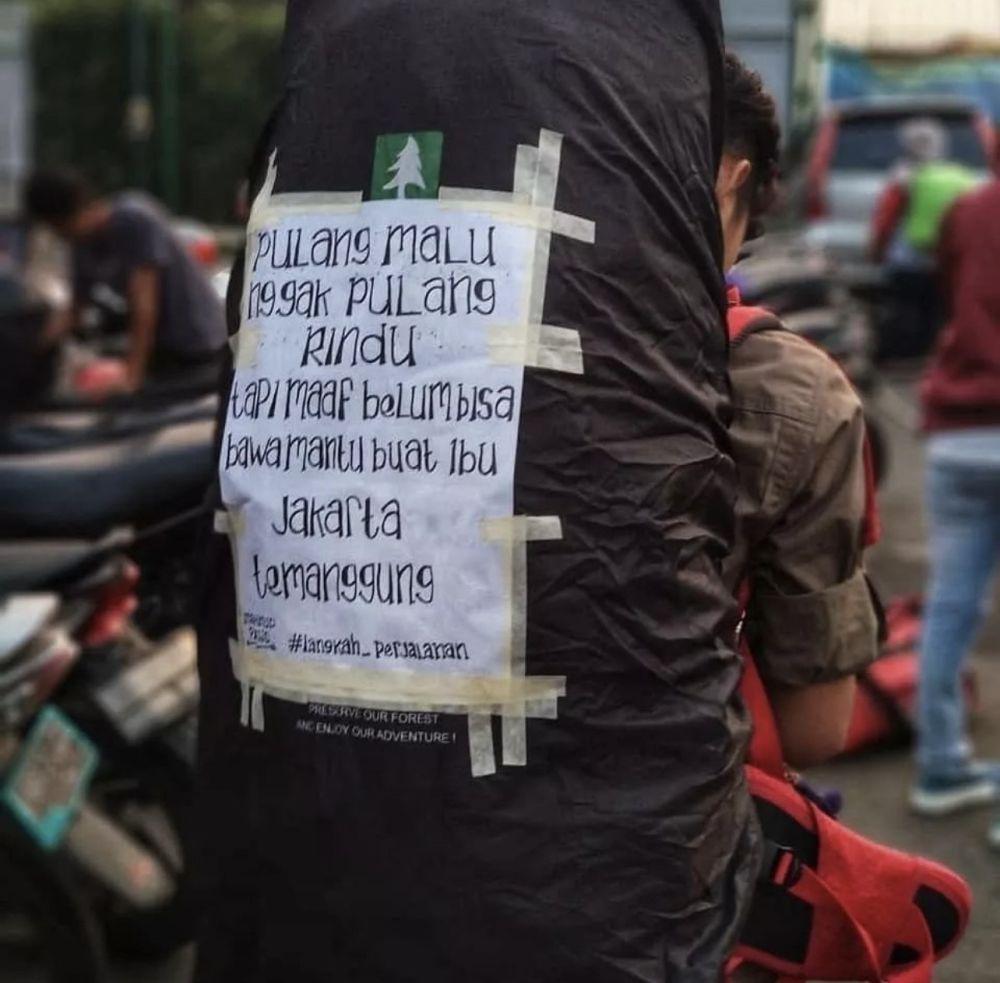 PULANG MALU
nggak PULANG
RINDU
tAPI MAAF BeLUM BISA
bawa Mantu buat Ibu
Jakarta
temanggung
#langkah_perjalanan
PRESERVE OUR FOREST
AND ENJOY OUR ADVENTURE !